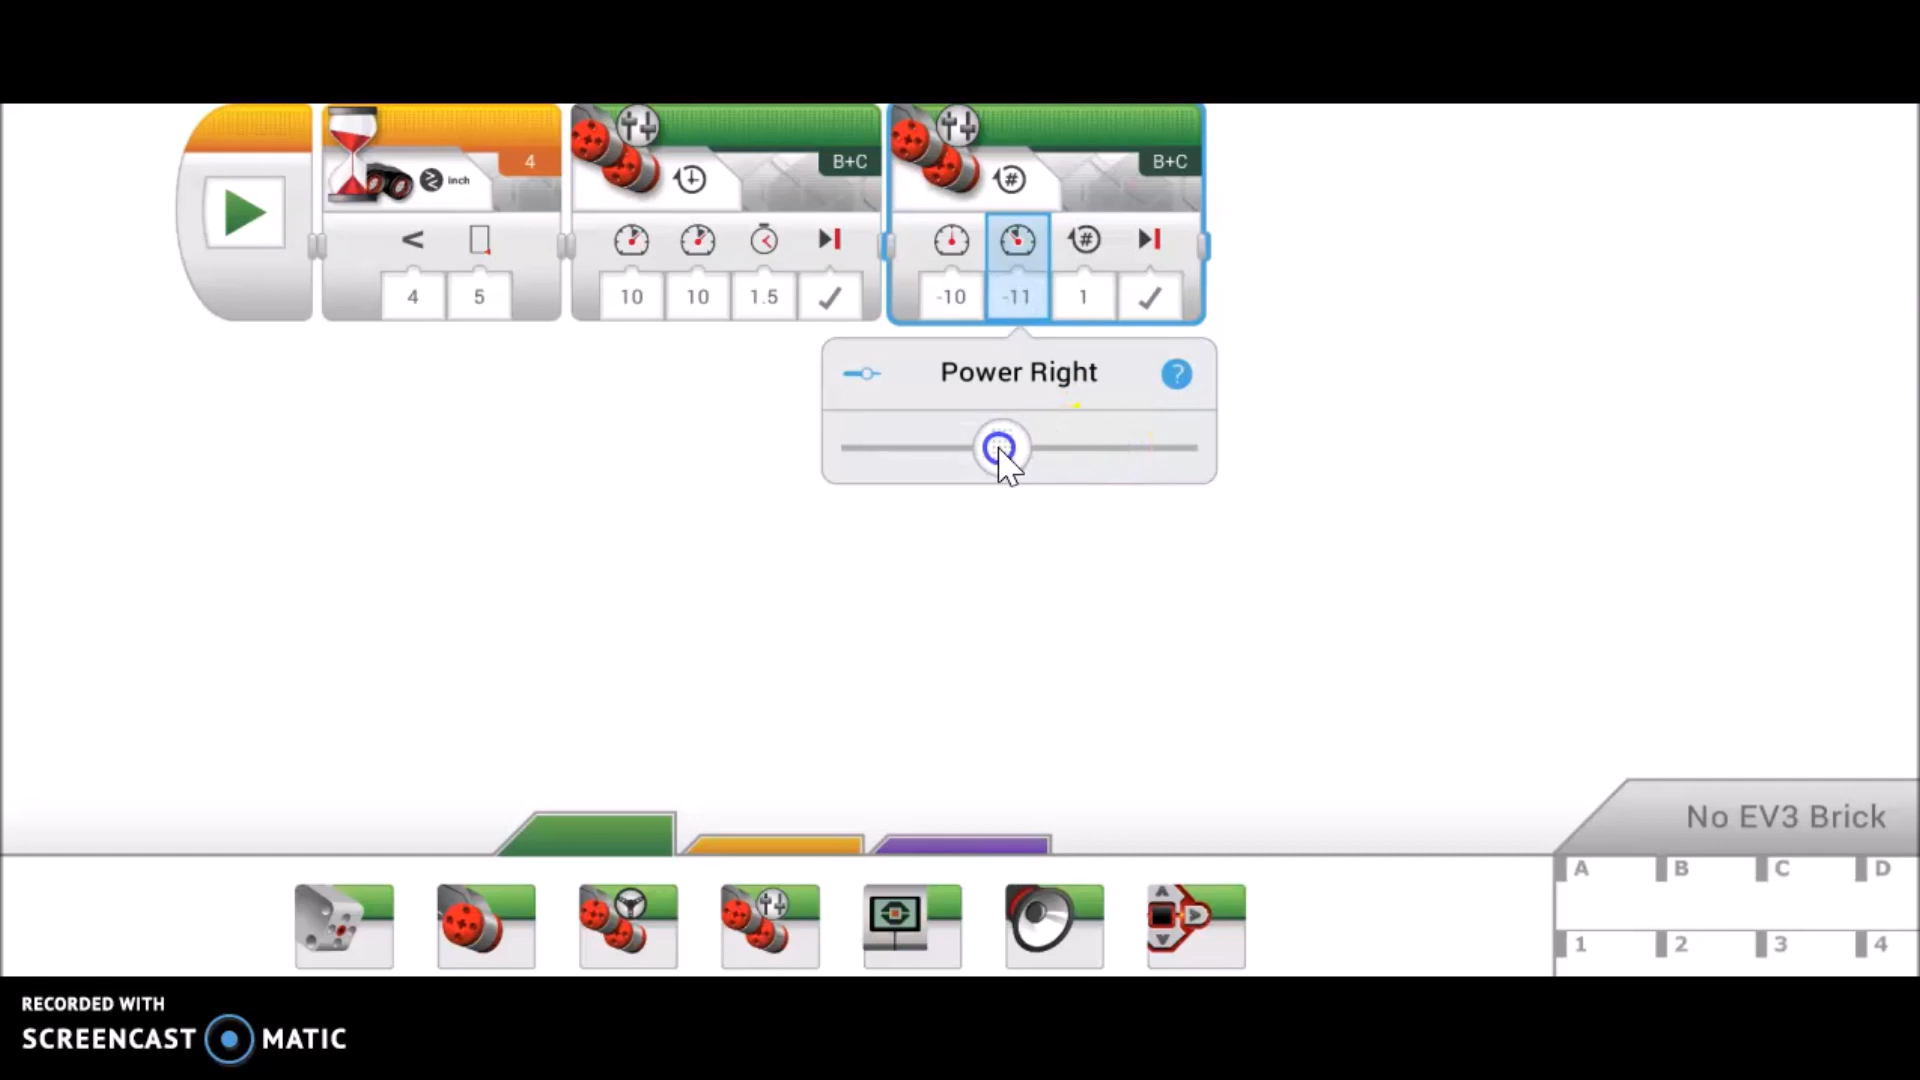 4
inch
B+C
B+C
<
4 5
10 10 1.5
-10 -11 # 1
Power Right
?
No EV3 Brick
A B C D
1 2 3 4
RECORDED WITH
SCREENCAST MATIC